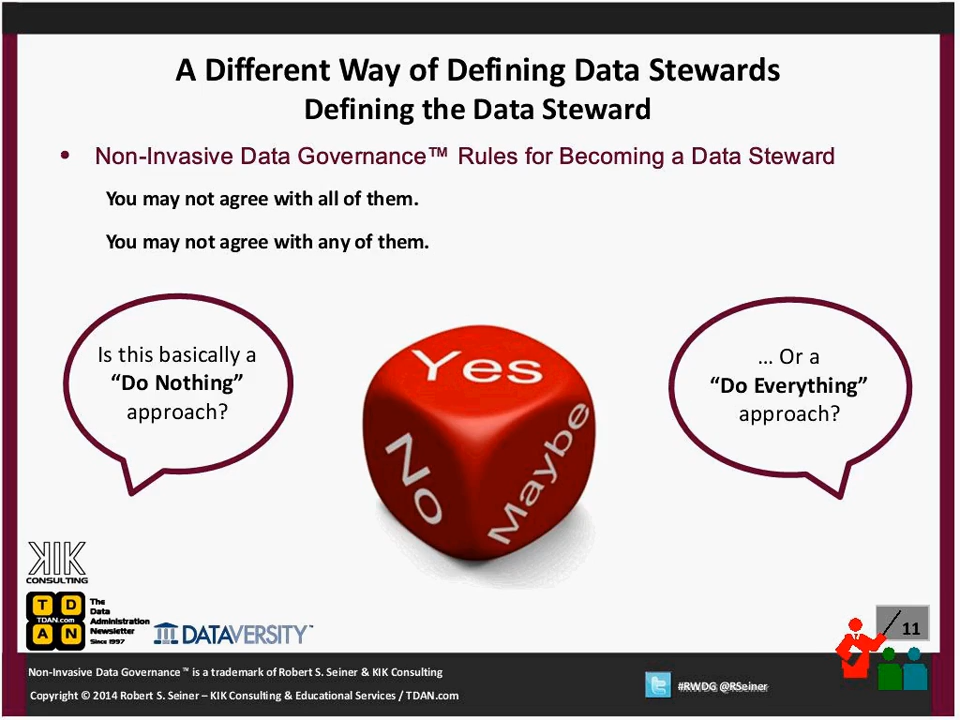 A Different Way of Defining Data Stewards
Defining the Data Steward
• Non-Invasive Data Governance™ Rules for Becoming a Data Steward
You may not agree with all of them.
You may not agree with any of them.
Is this basically a
“Do Nothing”
approach?
Yes
No
Maybe
... Or a
“Do Everything”
approach?
KIK
CONSULTING
T D
TDAN.com
A N
The
Data
Administration
Newsletter
Since 1997
DATAVERSITY™
11
Non-Invasive Data Governance™ is a trademark of Robert S. Seiner & KIK Consulting
Copyright © 2014 Robert S. Seiner – KIK Consulting & Educational Services / TDAN.com
#RWDG @RSeiner